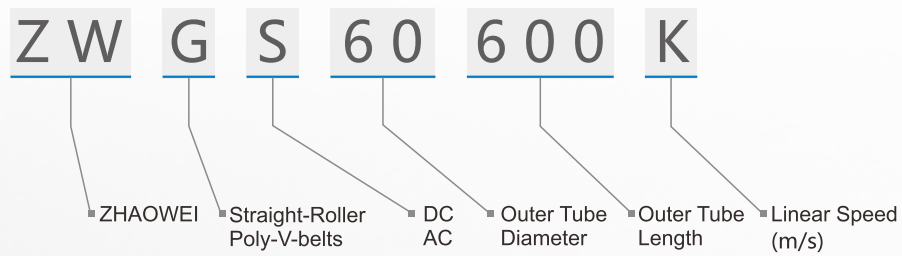 ZW G S 60 600 K
ZHAOWEI
Straight-Roller
Poly-V-belts
DC
AC
Outer Tube
Diameter
Outer Tube
Length
Linear Speed
(m/s)